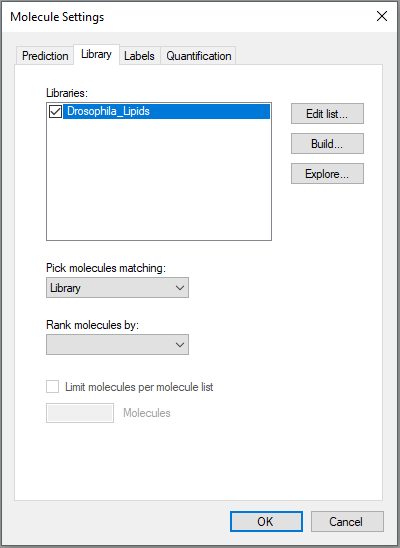 Molecule Settings
Prediction Library Labels Quantification
Libraries:
Drosophila_Lipids
Edit list...
Build...
Explore...
Pick molecules matching:
Library
Rank molecules by:
Limit molecules per molecule list
Molecules
OK Cancel